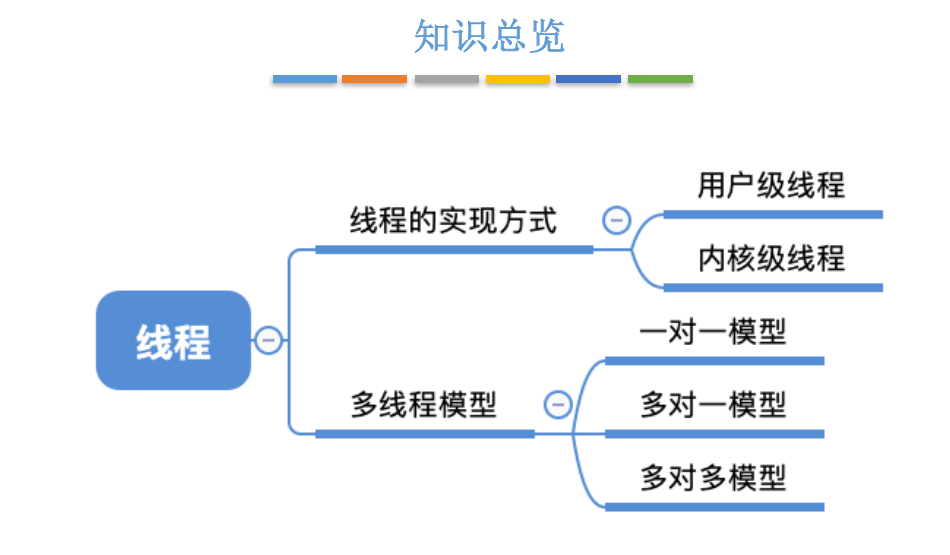 知识总览
线程
线程的实现方式
用户级线程
内核级线程
多线程模型
一对一模型
多对一模型
多对多模型